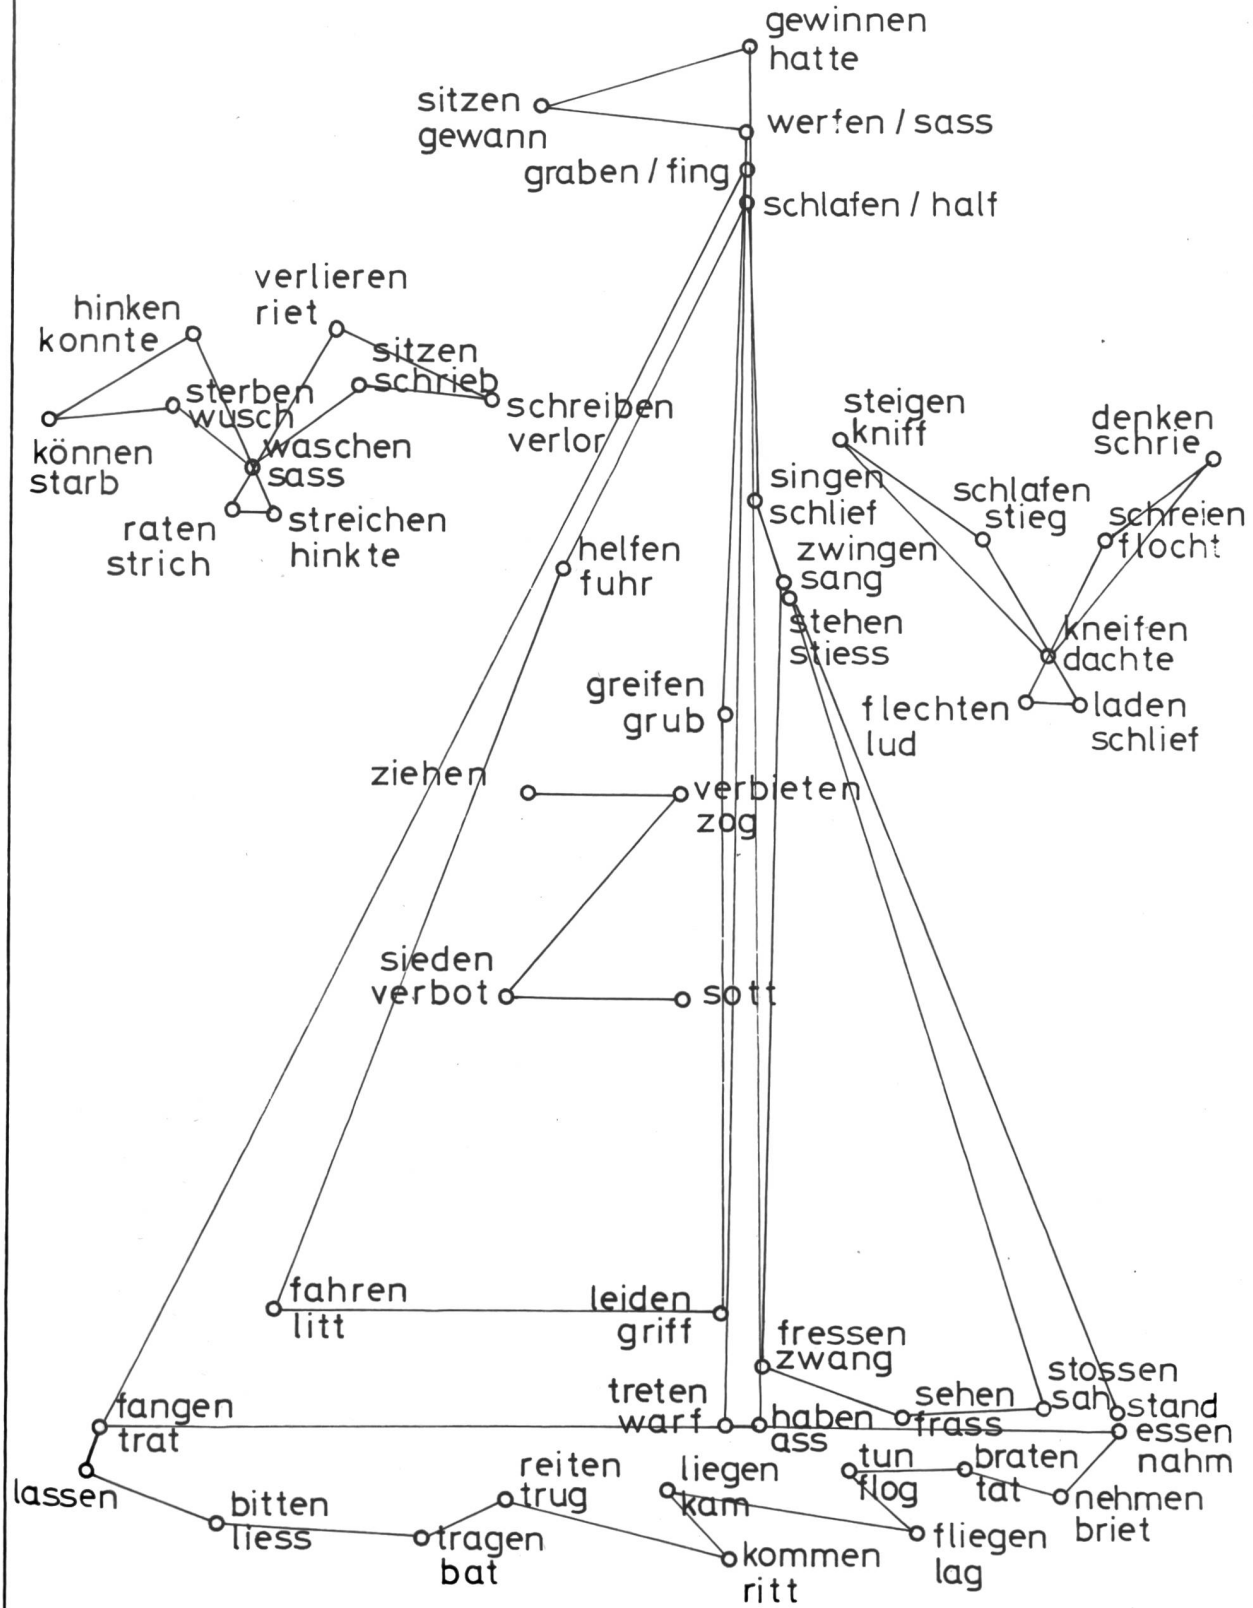 gewinnen
hatte
sitzen
gewann
werfen / sass
graben / fing
schlafen / half
verlieren
riet
hinken
konnte
sitzen
schrieb
sterben
wusch
schreiben
verlor
waschen
sass
können
starb
raten
strich
streichen
hinkte
steigen
kniff
denken
schrie
singen
schlief
schlafen
stieg
schreien
flocht
helfen
fuhr
zwingen
sang
stehen
stiess
kneifen
dachte
greifen
grub
flechten
lud
laden
schlief
ziehen
verbieten
zog
sieden
verbot
sott
fahren
litt
leiden
griff
fressen
zwang
stossen
sah
treten
warf
sehen
frass
stand
fangen
trat
haben
ass
essen
nahm
lassen
reiten
trug
liegen
kam
tun
flog
braten
tat
nehmen
briet
bitten
liess
tragen
bat
kommen
ritt
fliegen
lag